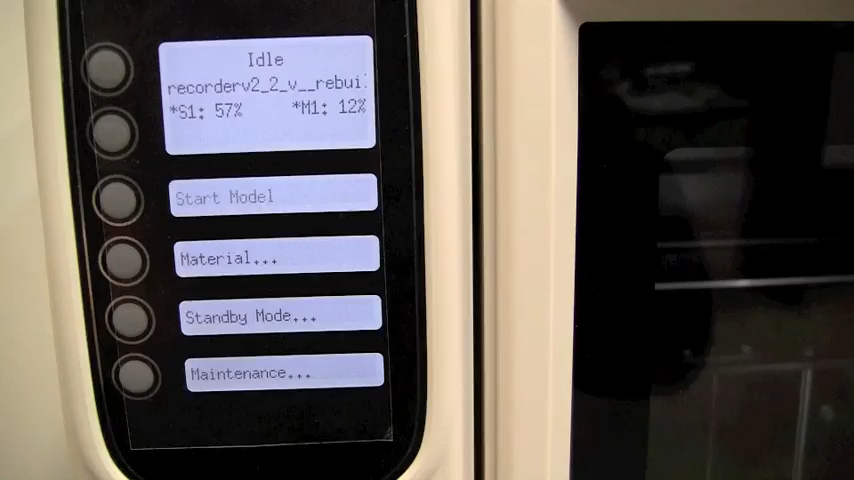 Idle
recorderv2_2_v__rebui
*S1: 57% *M1: 12%
Start Model
Material...
Standby Mode...
Maintenance...